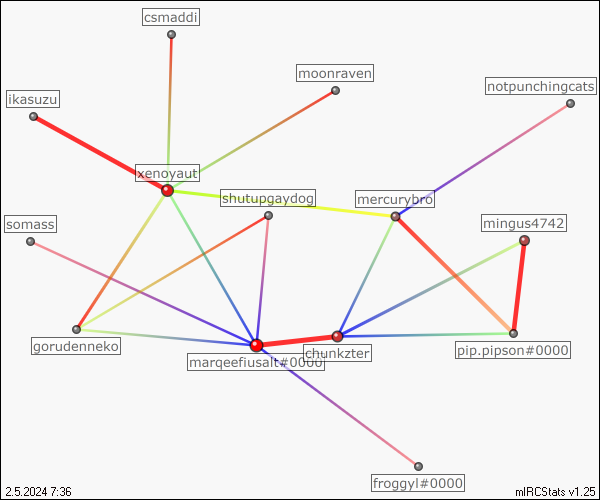 csmaddi
moonraven
notpunchingcats
ikasuzu
xenoyaut
shutupgaydog
mercurybro
somass
mingus4742
gorudenneko
marqeefiusalt#0000
chunkzter
pip.pipson#0000
froggyl#0000
2.5.2024 7:36
mIRCStats v1.25